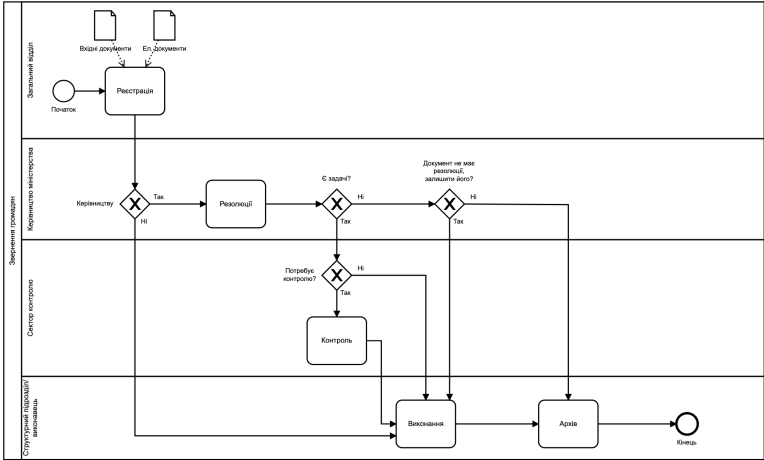 Звернення громадян
Загальний відділ
Вхідні документи
Ел. документи
Початок
Реєстрація
Керівництво міністерства
Керівництву
Так
Ні
Резолюції
Є задачі?
Ні
Так
Документ не має
резолюції,
залишити його?
Ні
Так
Сектор контролю
Потребує
контролю?
Ні
Так
Контроль
Структурний підрозділ/
виконавець
Виконання
Архів
Кінець